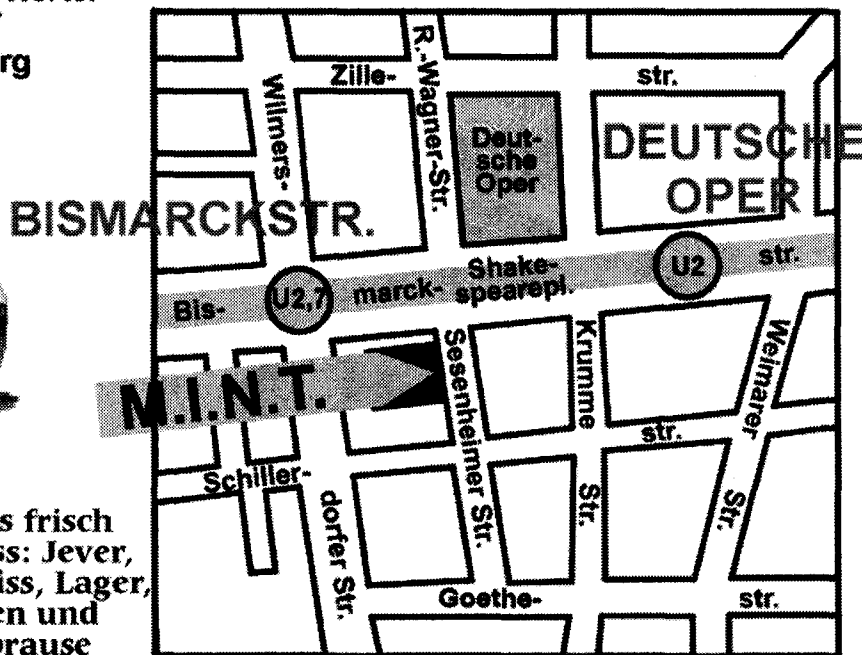 rg
Zille-
str.
R.-Wagner-Str.
Wilmers-
Deut-
sche
Oper
DEUTSCHE
OPER
BISMARCKSTR.
Bis-
U2,7
marck-
Shake-
spearepl.
U2
str.
M.I.N.T.
Sesenheimer Str.
Krumme
Str.
Weimarer
Str.
str.
Schiller-
dorfer Str.
s frisch
ss: Jever,
iss, Lager,
en und
Brause
Goethe-
str.